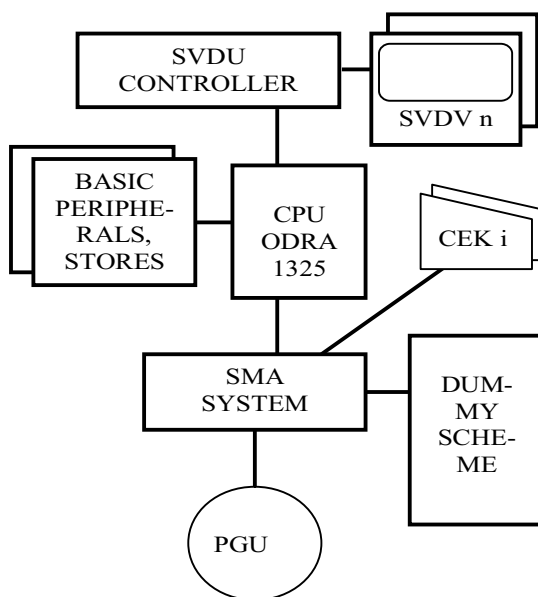 SVDU
CONTROLLER
SVDV n
BASIC
PERIPHE-
RALS,
STORES
CPU
ODRA
1325
CEK i
SMA
SYSTEM
DUM-
MY
SCHE-
ME
PGU